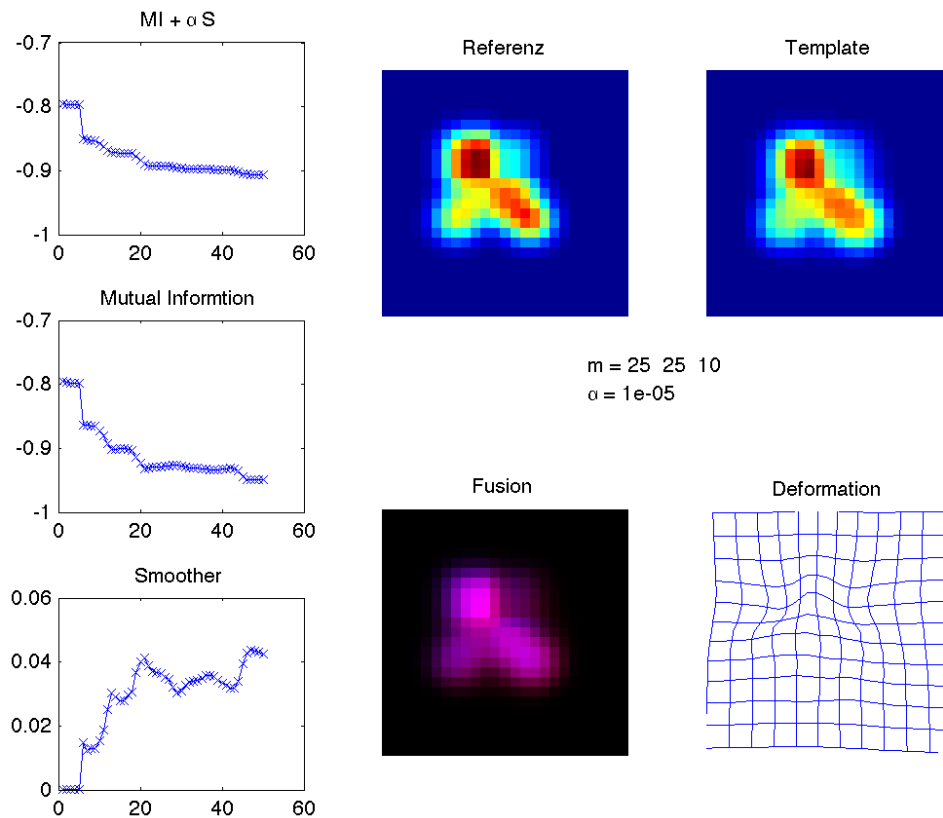 MI + α S
-0.7
-0.8
-0.9
-1
0 20 40 60
Referenz
Template
Mutual Informtion
-0.7
-0.8
-0.9
-1
0 20 40 60
m = 25 25 10
α = 1e-05
Smoother
0.06
0.04
0.02
0
0 20 40 60
Fusion
Deformation